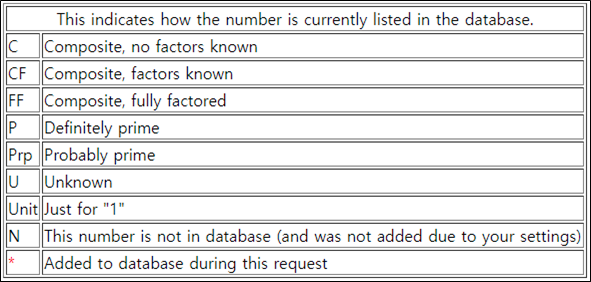 This indicates how the number is currently listed in the database.
C Composite, no factors known
CF Composite, factors known
FF Composite, fully factored
P Definitely prime
Prp Probably prime
U Unknown
Unit Just for "1"
N This number is not in database (and was not added due to your settings)
* Added to database during this request